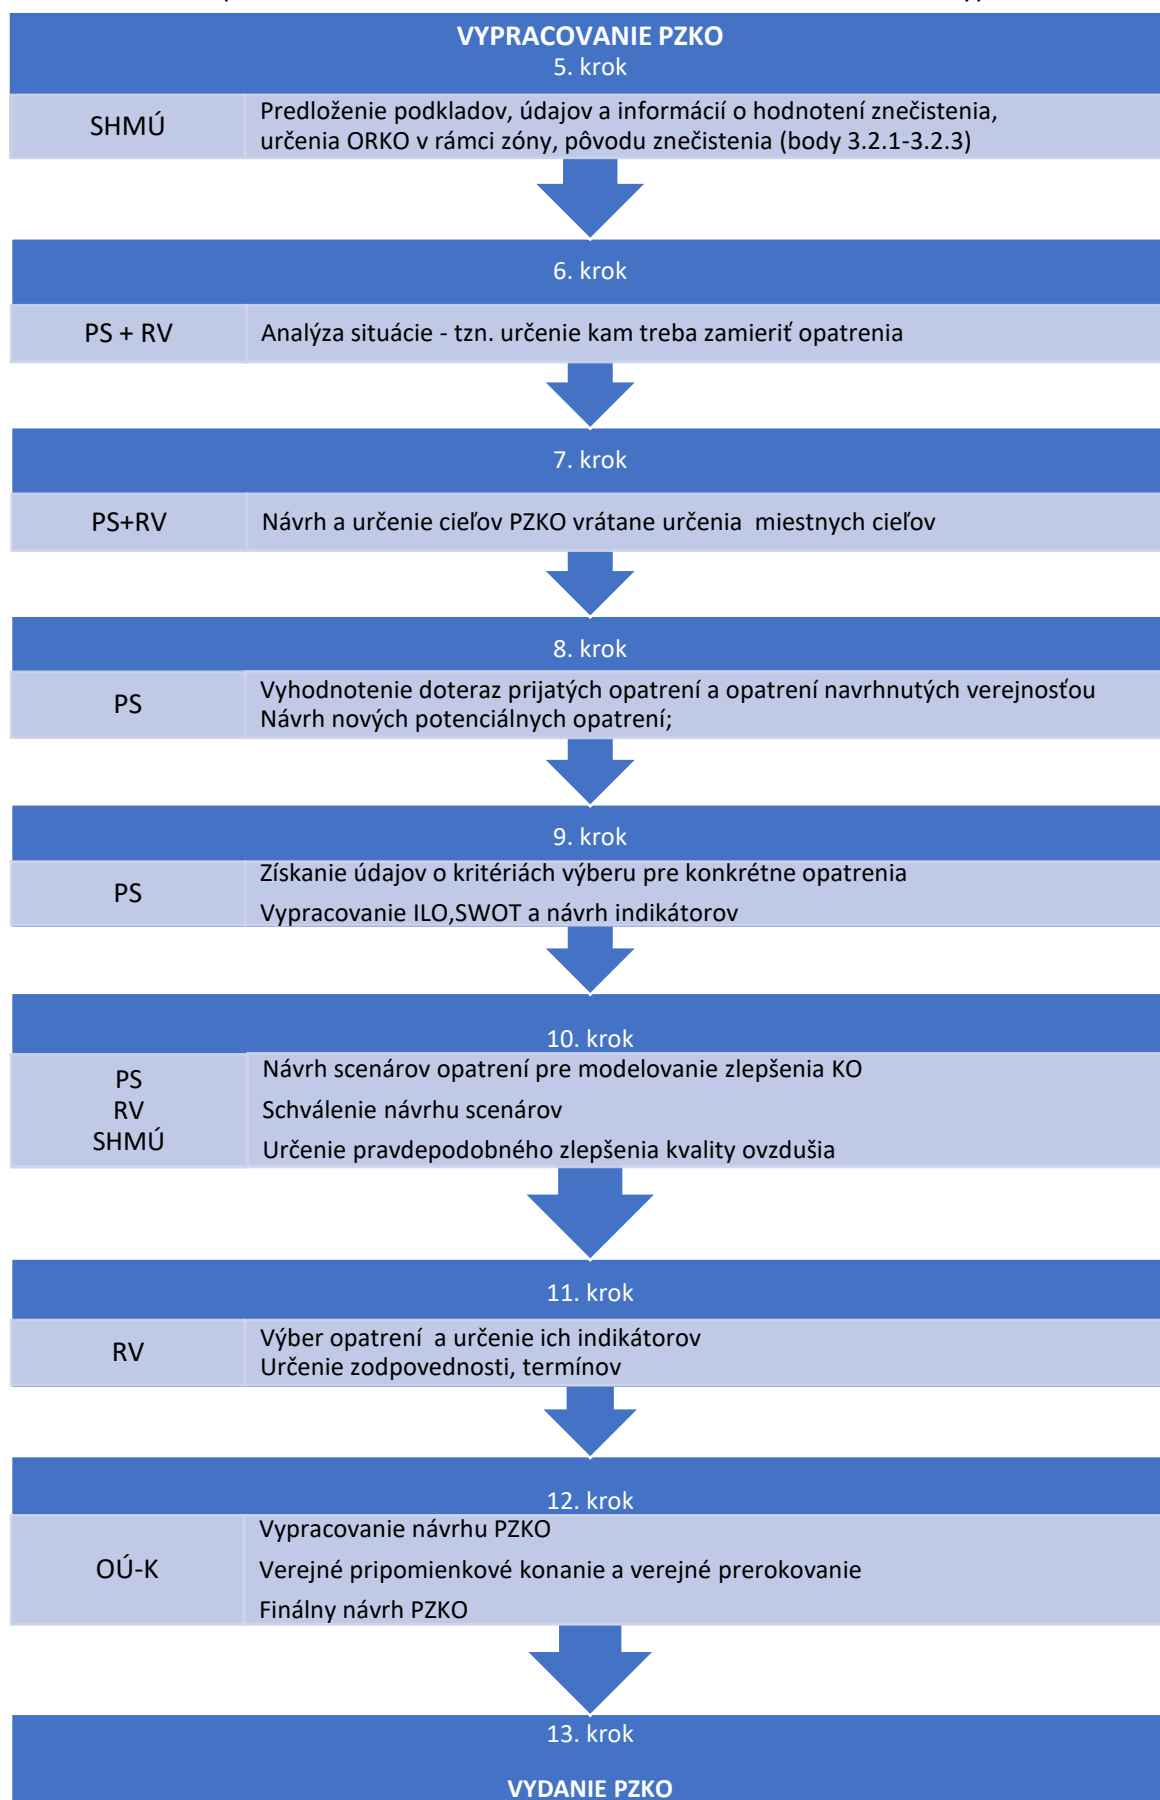 VYPRACOVANIE PZKO
5. krok
SHMÚ
Predloženie podkladov, údajov a informácií o hodnotení znečistenia,
určenia ORKO v rámci zóny, pôvodu znečistenia (body 3.2.1-3.2.3)
6. krok
PS + RV
Analýza situácie - tzn. určenie kam treba zamieriť opatrenia
7. krok
PS+RV
Návrh a určenie cieľov PZKO vrátane určenia miestnych cieľov
8. krok
PS
Vyhodnotenie doteraz prijatých opatrení a opatrení navrhnutých verejnosťou
Návrh nových potenciálnych opatrení;
9. krok
PS
Získanie údajov o kritériách výberu pre konkrétne opatrenia
Vypracovanie ILO,SWOT a návrh indikátorov
10. krok
PS
RV
SHMÚ
Návrh scenárov opatrení pre modelovanie zlepšenia KO
Schválenie návrhu scenárov
Určenie pravdepodobného zlepšenia kvality ovzdušia
11. krok
RV
Výber opatrení a určenie ich indikátorov
Určenie zodpovednosti, termínov
12. krok
OÚ-K
Vypracovanie návrhu PZKO
Verejné pripomienkové konanie a verejné prerokovanie
Finálny návrh PZKO
13. krok
VYDANIE PZKO